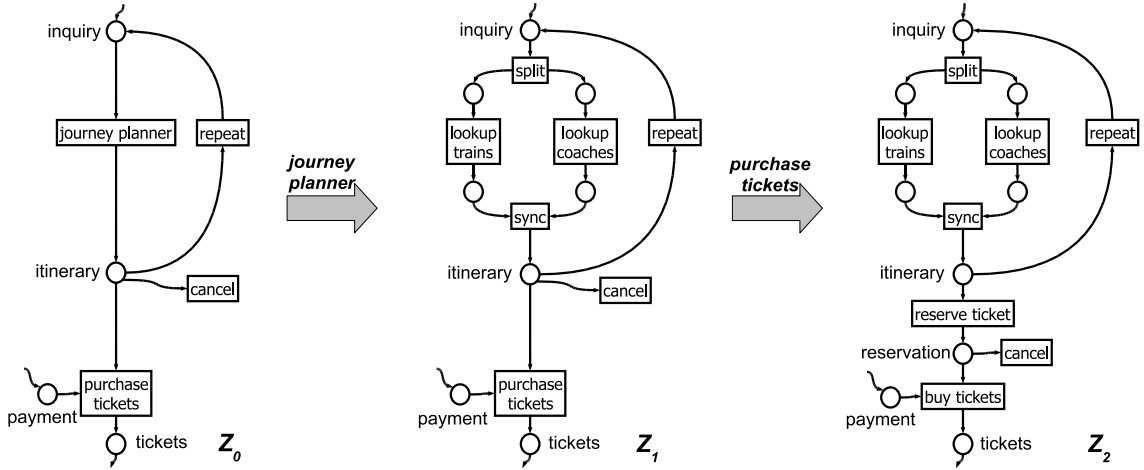 inquiry
journey planner
repeat
itinerary
cancel
purchase
tickets
payment
tickets
Z0
journey
planner
inquiry
split
lookup
trains
lookup
coaches
repeat
sync
itinerary
cancel
purchase
tickets
payment
tickets
Z1
purchase
tickets
inquiry
split
lookup
trains
lookup
coaches
repeat
sync
itinerary
reserve ticket
reservation
cancel
buy tickets
payment
tickets
Z2